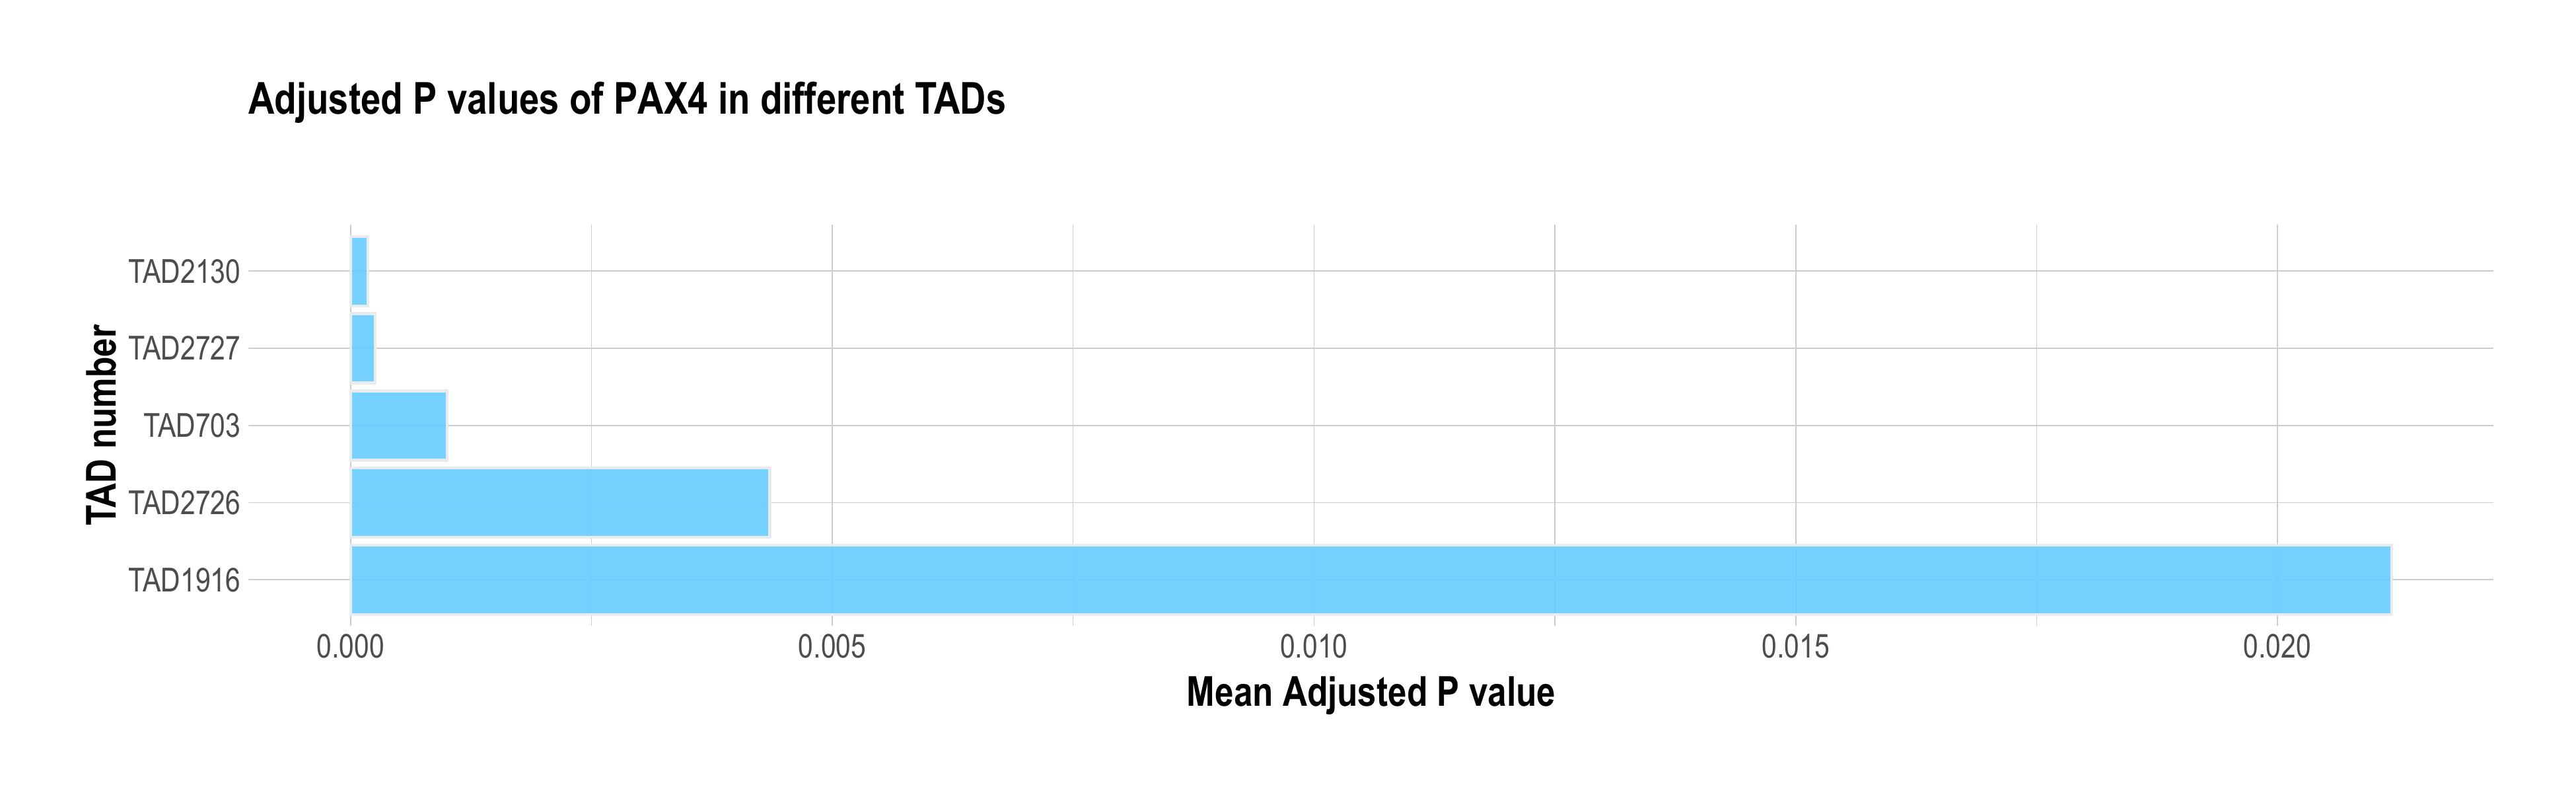 Adjusted P values of PAX4 in different TADs
TAD number
TAD2130
TAD2727
TAD703
TAD2726
TAD1916
0.000 0.005 0.010 0.015 0.020
Mean Adjusted P value